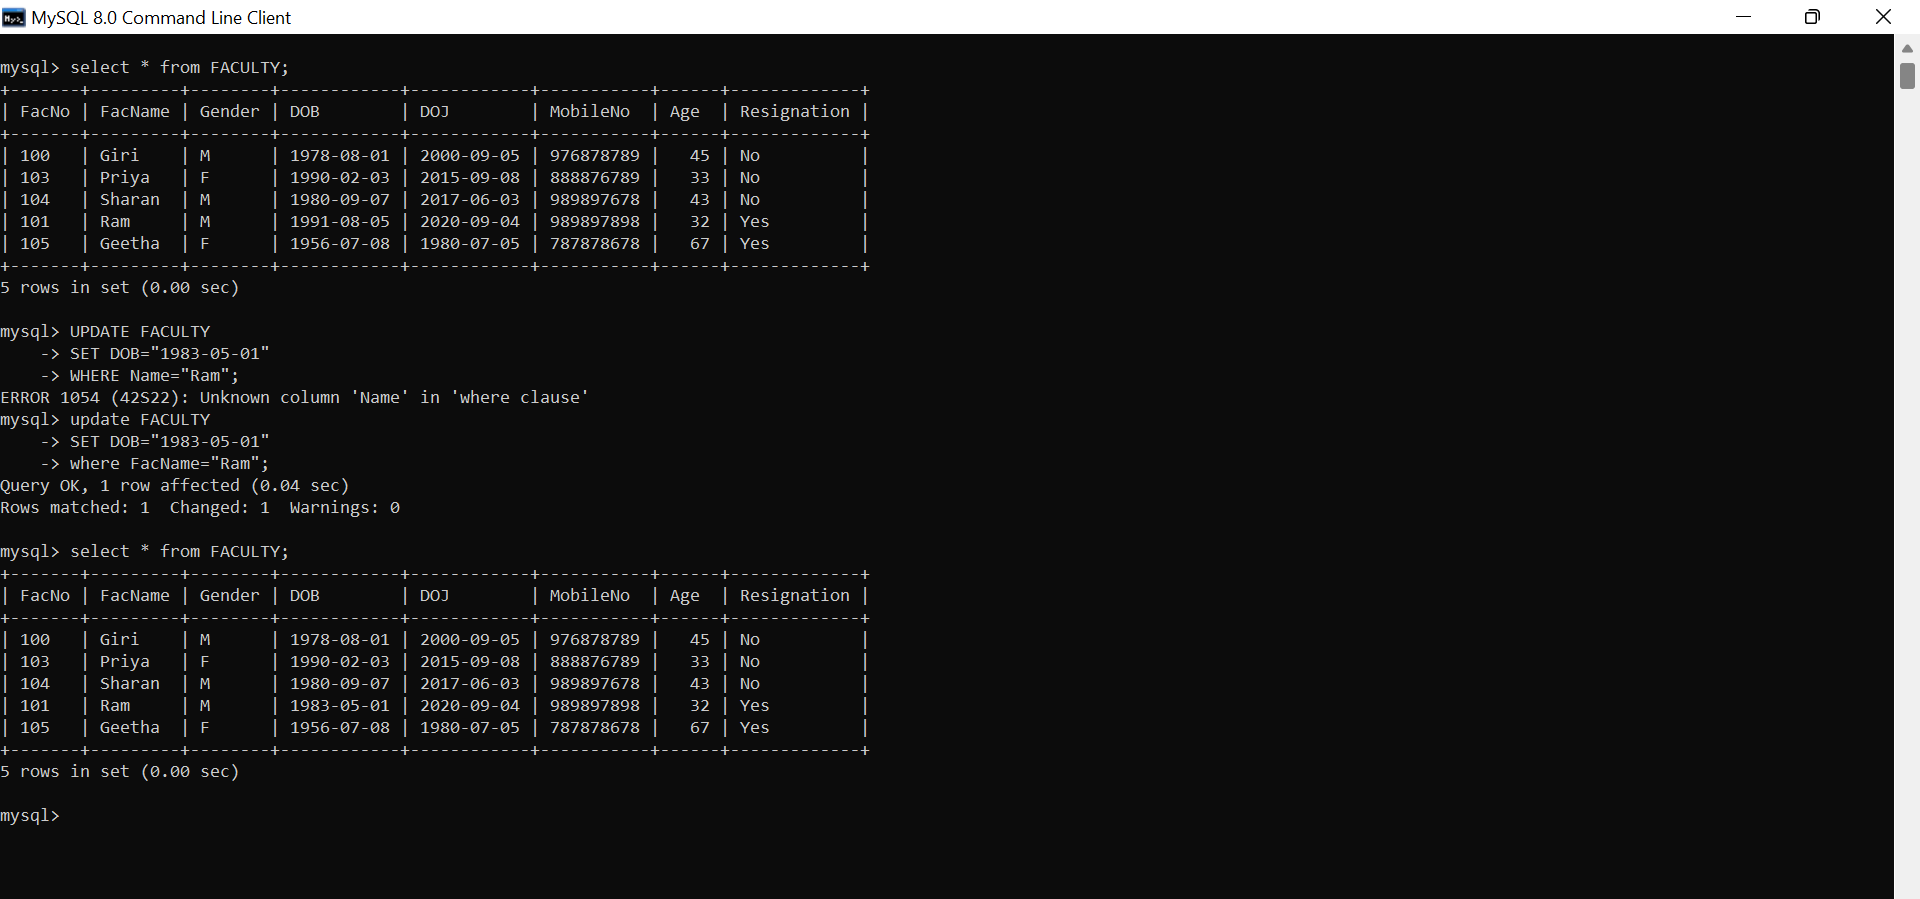 MySQL 8.0 Command Line Client
mysql> select * from FACULTY;
+-------+---------+--------+------------+------------+-----------+------+-------------+
| FacNo | FacName | Gender | DOB        | DOJ        | MobileNo  | Age  | Resignation |
+-------+---------+--------+------------+------------+-----------+------+-------------+
| 100   | Giri    | M      | 1978-08-01 | 2000-09-05 | 976878789 |   45 | No          |
| 103   | Priya   | F      | 1990-02-03 | 2015-09-08 | 888876789 |   33 | No          |
| 104   | Sharan  | M      | 1980-09-07 | 2017-06-03 | 989897678 |   43 | No          |
| 101   | Ram     | M      | 1991-08-05 | 2020-09-04 | 989897898 |   32 | Yes         |
| 105   | Geetha  | F      | 1956-07-08 | 1980-07-05 | 787878678 |   67 | Yes         |
+-------+---------+--------+------------+------------+-----------+------+-------------+
5 rows in set (0.00 sec)
mysql> UPDATE FACULTY
    -> SET DOB="1983-05-01"
    -> WHERE Name="Ram";
ERROR 1054 (42S22): Unknown column 'Name' in 'where clause'
mysql> update FACULTY
    -> SET DOB="1983-05-01"
    -> where FacName="Ram";
Query OK, 1 row affected (0.04 sec)
Rows matched: 1  Changed: 1  Warnings: 0
mysql> select * from FACULTY;
+-------+---------+--------+------------+------------+-----------+------+-------------+
| FacNo | FacName | Gender | DOB        | DOJ        | MobileNo  | Age  | Resignation |
+-------+---------+--------+------------+------------+-----------+------+-------------+
| 100   | Giri    | M      | 1978-08-01 | 2000-09-05 | 976878789 |   45 | No          |
| 103   | Priya   | F      | 1990-02-03 | 2015-09-08 | 888876789 |   33 | No          |
| 104   | Sharan  | M      | 1980-09-07 | 2017-06-03 | 989897678 |   43 | No          |
| 101   | Ram     | M      | 1983-05-01 | 2020-09-04 | 989897898 |   32 | Yes         |
| 105   | Geetha  | F      | 1956-07-08 | 1980-07-05 | 787878678 |   67 | Yes         |
+-------+---------+--------+------------+------------+-----------+------+-------------+
5 rows in set (0.00 sec)
mysql>